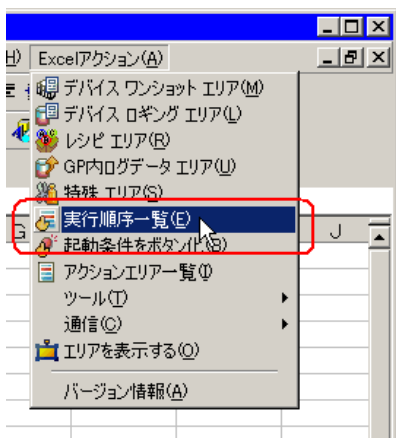 H) Excelアクション(A)
デバイス ワンショット エリア(M)
デバイス ロギング エリア(L)
レシピ エリア(R)
GP内ログデータ エリア(U)
特殊 エリア(S)
実行順序一覧(E)
G
J
起動条件をボタン化(B)
アクションエリア一覧(I)
ツール(T)
通信(C)
エリアを表示する(O)
バージョン情報(A)